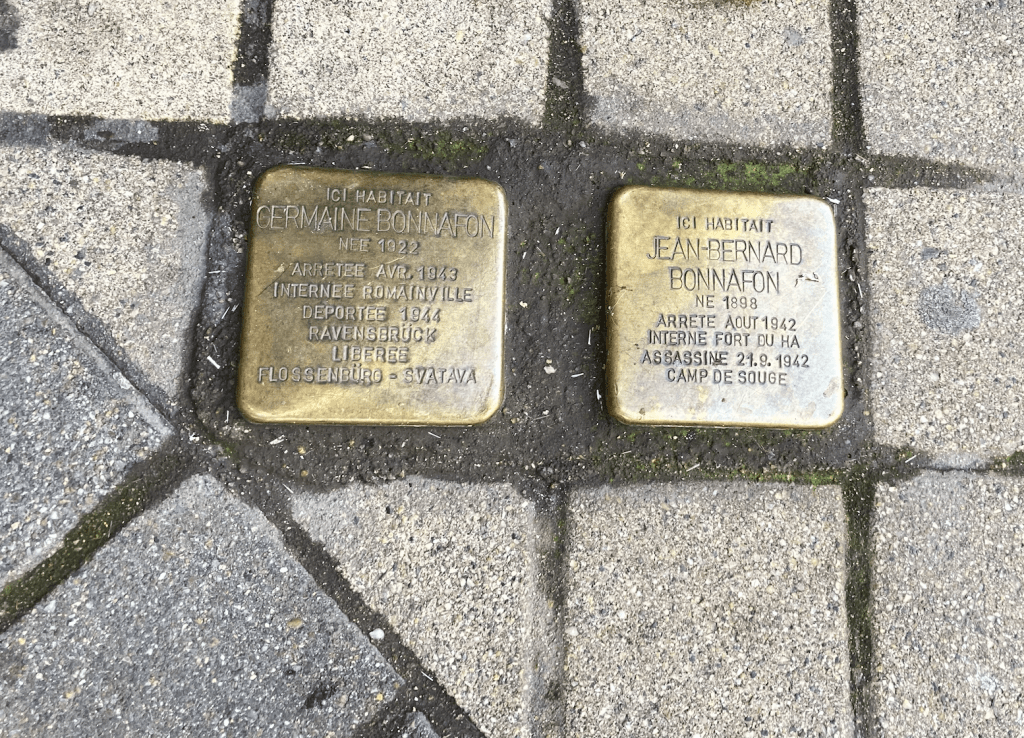 ICI HABITAIT
GERMAINE BONNAFON
NÉE 1922
ARRÊTÉE AVR. 1943
INTERNÉE ROMAINVILLE
DÉPORTÉE 1944
RAVENSBRÜCK
LIBÉRÉE
FLOSSENBÜRG - SVATAVA
ICI HABITAIT
JEAN-BERNARD
BONNAFON
NÉ 1898
ARRÊTÉ AOUT 1942
INTERNÉ FORT DU HA
ASSASSINÉ 21.9. 1942
CAMP DE SOUGE